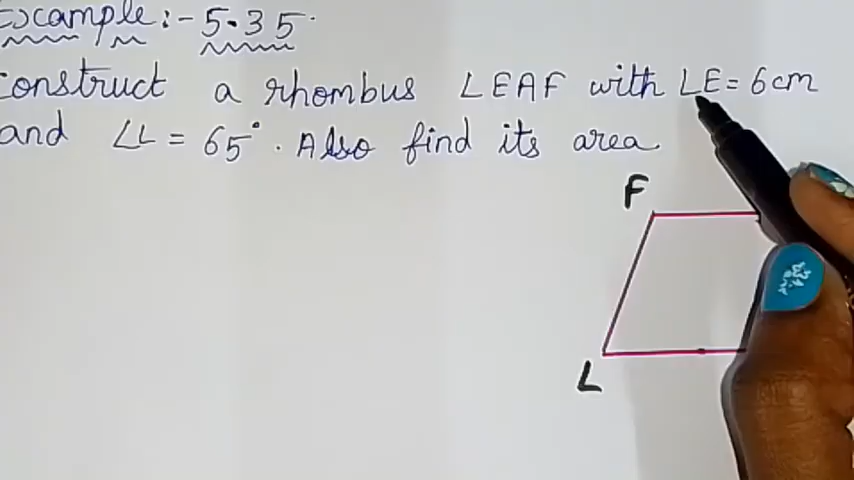 Example:- 5.35
Construct a rhombus LEAF with LE = 6cm
and ∠L = 65°. Also find its area.
F
L